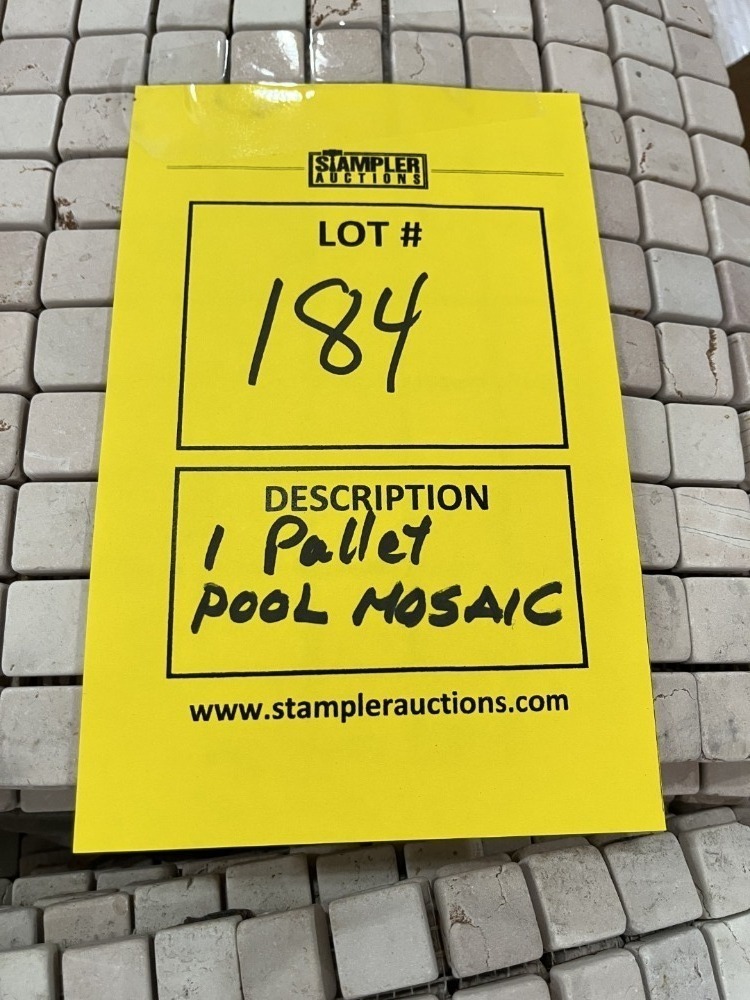 STAMPLER
AUCTIONS
LOT #
184
DESCRIPTION
1 Pallet
POOL MOSAIC
www.stamplerauctions.com